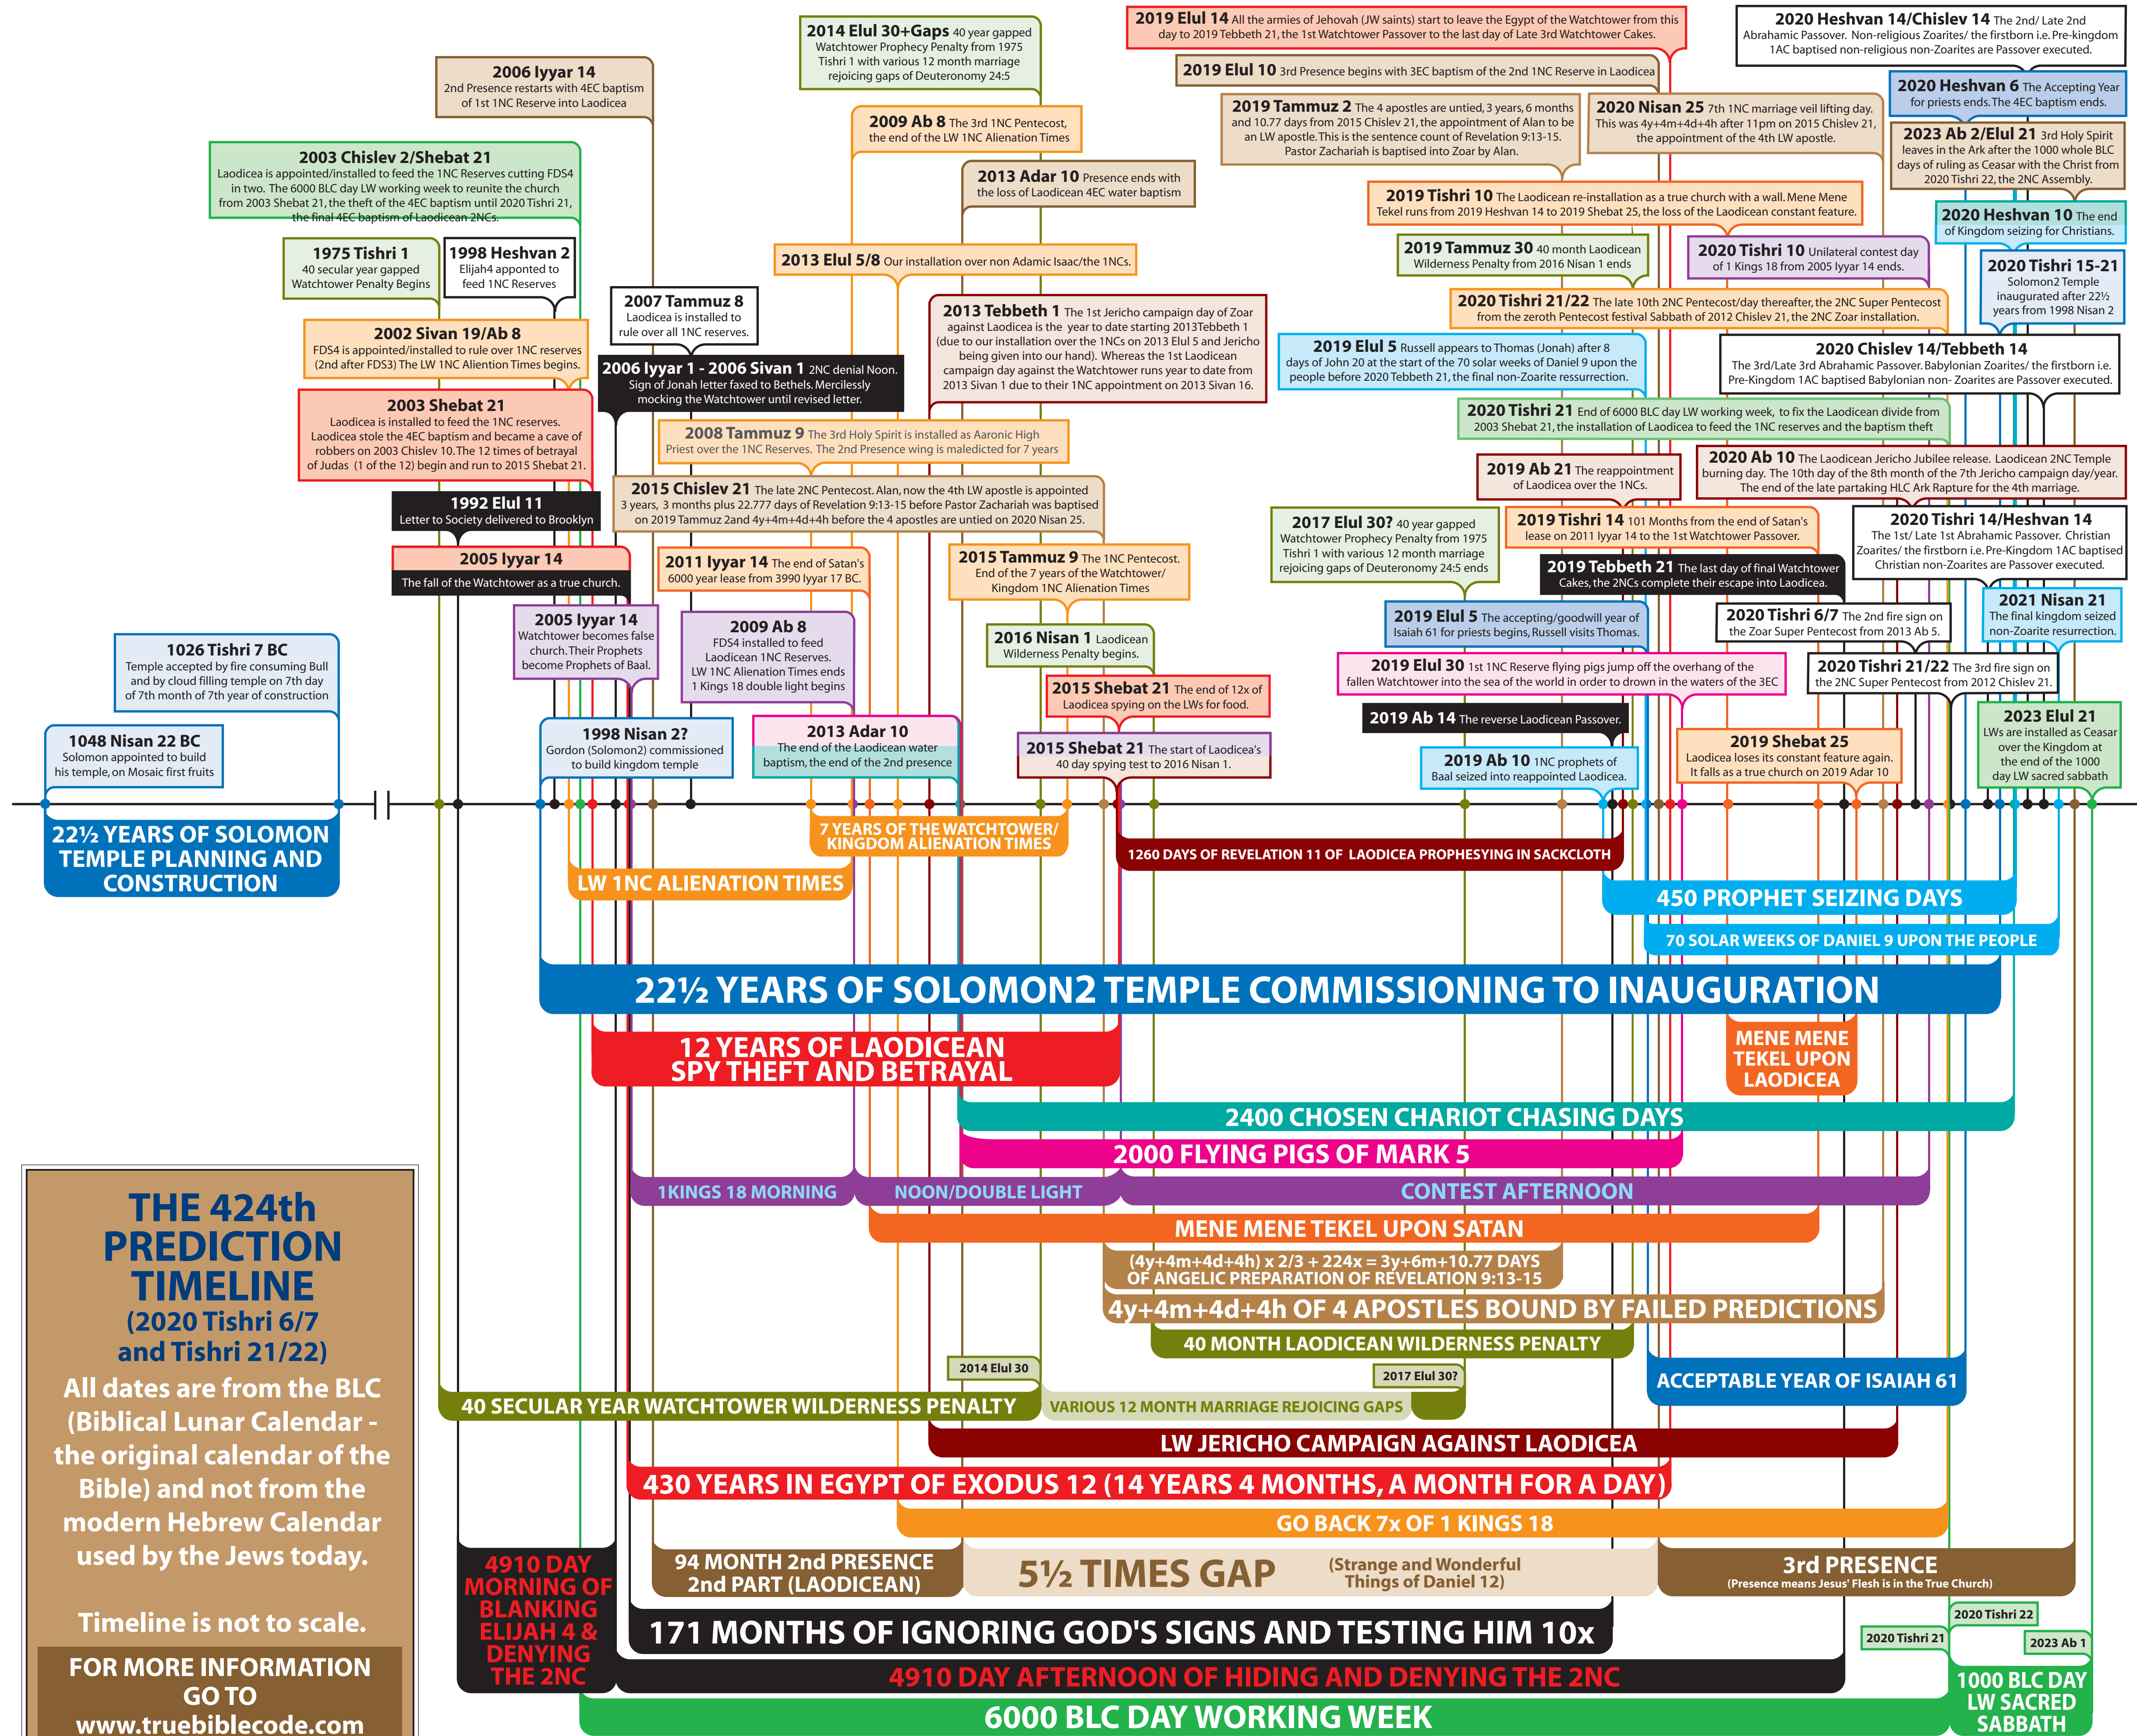 2014 Elul 30+Gaps 40 year gapped
Watchtower Prophecy Penalty from 1975
Tishri 1 with various 12 month marriage
rejoicing gaps of Deuteronomy 24:5
2019 Elul 14 All the armies of Jehovah (JW saints) start to leave the Egypt of the Watchtower from this
day to 2019 Tebbeth 21, the 1st Watchtower Passover to the last day of Late 3rd Watchtower Cakes.
2020 Heshvan 14/Chislev 14 The 2nd/ Late 2nd
Abrahamic Passover. Non-religious Zoarites/ the firstborn i.e. Pre-kingdom
1AC baptised non-religious non-Zoarites are Passover executed.
2006 Iyyar 14
2nd Presence restarts with 4EC baptism
of 1st 1NC Reserve into Laodicea
2019 Elul 10 3rd Presence begins with 3EC baptism of the 2nd 1NC Reserve in Laodicea
2020 Heshvan 6 The Accepting Year
for priests ends. The 4EC baptism ends.
2009 Ab 8 The 3rd 1NC Pentecost,
the end of the LW 1NC Alienation Times
2019 Tammuz 2 The 4 apostles are untied, 3 years, 6 months
and 10.77 days from 2015 Chislev 21, the appointment of Alan to be
an LW apostle. This is the sentence count of Revelation 9:13-15.
Pastor Zachariah is baptised into Zoar by Alan.
2020 Nisan 25 7th 1NC marriage veil lifting day.
This was 4y+4m+4d+4h after 11pm on 2015 Chislev 21,
the appointment of the 4th LW apostle.
2023 Ab 2/Elul 21 3rd Holy Spirit
leaves in the Ark after the 1000 whole BLC
days of ruling as Ceasar with the Christ from
2020 Tishri 22, the 2NC Assembly.
2003 Chislev 2/Shebat 21
Laodicea is appointed/installed to feed the 1NC Reserves cutting FDS4
in two. The 6000 BLC day LW working week to reunite the church
from 2003 Shebat 21, the theft of the 4EC baptism until 2020 Tishri 21,
the final 4EC baptism of Laodicean 2NCs.
2013 Adar 10 Presence ends with
the loss of Laodicean 4EC water baptism
2019 Tishri 10 The Laodicean re-installation as a true church with a wall. Mene Mene
Tekel runs from 2019 Heshvan 14 to 2019 Shebat 25, the loss of the Laodicean constant feature.
2020 Heshvan 10 The end
of Kingdom seizing for Christians.
1975 Tishri 1
40 secular year gapped
Watchtower Penalty Begins
1998 Heshvan 2
Elijah4 apponted to
feed 1NC Reserves
2013 Elul 5/8 Our installation over non Adamic Isaac/the 1NCs.
2019 Tammuz 30 40 month Laodicean
Wilderness Penalty from 2016 Nisan 1 ends
2020 Tishri 10 Unilateral contest day
of 1 Kings 18 from 2005 Iyyar 14 ends.
2020 Tishri 15-21
Solomon2 Temple
inaugurated after 22½
years from 1998 Nisan 2
2007 Tammuz 8
Laodicea is installed to
rule over all 1NC reserves.
2013 Tebbeth 1 The 1st Jericho campaign day of Zoar
against Laodicea is the year to date starting 2013Tebbeth 1
(due to our installation over the 1NCs on 2013 Elul 5 and Jericho
being given into our hand). Whereas the 1st Laodicean
campaign day against the Watchtower runs year to date from
2013 Sivan 1 due to their 1NC appointment on 2013 Sivan 16.
2020 Tishri 21/22 The late 10th 2NC Pentecost/day thereafter, the 2NC Super Pentecost
from the zeroth Pentecost festival Sabbath of 2012 Chislev 21, the 2NC Zoar installation.
2002 Sivan 19/Ab 8
FDS4 is appointed/installed to rule over 1NC reserves
(2nd after FDS3) The LW 1NC Aliention Times begins.
2006 Iyyar 1 - 2006 Sivan 1 2NC denial Noon.
Sign of Jonah letter faxed to Bethels. Mercilessly
mocking the Watchtower until revised letter.
2019 Elul 5 Russell appears to Thomas (Jonah) after 8
days of John 20 at the start of the 70 solar weeks of Daniel 9 upon the
people before 2020 Tebbeth 21, the final non-Zoarite ressurrection.
2020 Chislev 14/Tebbeth 14
The 3rd/Late 3rd Abrahamic Passover. Babylonian Zoarites/ the firstborn i.e.
Pre-Kingdom 1AC baptised Babylonian non- Zoarites are Passover executed.
2003 Shebat 21
Laodicea is installed to feed the 1NC reserves.
Laodicea stole the 4EC baptism and became a cave of
robbers on 2003 Chislev 10. The 12 times of betrayal
of Judas (1 of the 12) begin and run to 2015 Shebat 21.
2008 Tammuz 9 The 3rd Holy Spirit is installed as Aaronic High
Priest over the 1NC Reserves. The 2nd Presence wing is maledicted for 7 years
2020 Tishri 21 End of 6000 BLC day LW working week, to fix the Laodicean divide from
2003 Shebat 21, the installation of Laodicea to feed the 1NC reserves and the baptism theft
2019 Ab 21 The reappointment
of Laodicea over the 1NCs.
2020 Ab 10 The Laodicean Jericho Jubilee release. Laodicean 2NC Temple
burning day. The 10th day of the 8th month of the 7th Jericho campaign day/year.
The end of the late partaking HLC Ark Rapture for the 4th marriage.
1992 Elul 11
Letter to Society delivered to Brooklyn
2015 Chislev 21 The late 2NC Pentecost. Alan, now the 4th LW apostle is appointed
3 years, 3 months plus 22.777 days of Revelation 9:13-15 before Pastor Zachariah was baptised
on 2019 Tammuz 2and 4y+4m+4d+4h before the 4 apostles are untied on 2020 Nisan 25.
2017 Elul 30? 40 year gapped
Watchtower Prophecy Penalty from 1975
Tishri 1 with various 12 month marriage
rejoicing gaps of Deuteronomy 24:5 ends
2019 Tishri 14 101 Months from the end of Satan's
lease on 2011 Iyyar 14 to the 1st Watchtower Passover.
2020 Tishri 14/Heshvan 14
The 1st/ Late 1st Abrahamic Passover. Christian
Zoarites/ the firstborn i.e. Pre-Kingdom 1AC baptised
Christian non-Zoarites are Passover executed.
2005 Iyyar 14
The fall of the Watchtower as a true church.
2011 Iyyar 14 The end of Satan's
6000 year lease from 3990 Iyyar 17 BC.
2015 Tammuz 9 The 1NC Pentecost.
End of the 7 years of the Watchtower/
Kingdom 1NC Alienation Times
2019 Tebbeth 21 The last day of final Watchtower
Cakes, the 2NCs complete their escape into Laodicea.
2005 Iyyar 14
Watchtower becomes false
church. Their Prophets
become Prophets of Baal.
2009 Ab 8
FDS4 installed to feed
Laodicean 1NC Reserves.
LW 1NC Alienation Times ends
1 Kings 18 double light begins
2019 Elul 5 The accepting/goodwill year of
Isaiah 61 for priests begins, Russell visits Thomas.
2020 Tishri 6/7 The 2nd fire sign on
the Zoar Super Pentecost from 2013 Ab 5.
2021 Nisan 21
The final kingdom seized
non-Zoarite resurrection.
1026 Tishri 7 BC
Temple accepted by fire consuming Bull
and by cloud filling temple on 7th day
of 7th month of 7th year of construction
2016 Nisan 1 Laodicean
Wilderness Penalty begins.
2019 Elul 30 1st 1NC Reserve flying pigs jump off the overhang of the
fallen Watchtower into the sea of the world in order to drown in the waters of the 3EC
2020 Tishri 21/22 The 3rd fire sign on
the 2NC Super Pentecost from 2012 Chislev 21.
2015 Shebat 21 The end of 12x of
Laodicea spying on the LWs for food.
2019 Ab 14 The reverse Laodicean Passover.
2023 Elul 21
LWs are installed as Ceasar
over the Kingdom at
the end of the 1000
day LW sacred sabbath
1048 Nisan 22 BC
Solomon appointed to build
his temple, on Mosaic first fruits
1998 Nisan 2?
Gordon (Solomon2) commissioned
to build kingdom temple
2013 Adar 10
The end of the Laodicean water
baptism, the end of the 2nd presence
2015 Shebat 21 The start of Laodicea's
40 day spying test to 2016 Nisan 1.
2019 Ab 10 1NC prophets of
Baal seized into reappointed Laodicea.
2019 Shebat 25
Laodicea loses its constant feature again.
It falls as a true church on 2019 Adar 10
22½ YEARS OF SOLOMON
TEMPLE PLANNING AND
CONSTRUCTION
7 YEARS OF THE WATCHTOWER/
KINGDOM ALIENATION TIMES
1260 DAYS OF REVELATION 11 OF LAODICEA PROPHESYING IN SACKCLOTH
LW 1NC ALIENATION TIMES
450 PROPHET SEIZING DAYS
70 SOLAR WEEKS OF DANIEL 9 UPON THE PEOPLE
22½ YEARS OF SOLOMON2 TEMPLE COMMISSIONING TO INAUGURATION
12 YEARS OF LAODICEAN
SPY THEFT AND BETRAYAL
MENE MENE
TEKEL UPON
LAODICEA
2400 CHOSEN CHARIOT CHASING DAYS
2000 FLYING PIGS OF MARK 5
1KINGS 18 MORNING
NOON/DOUBLE LIGHT
CONTEST AFTERNOON
MENE MENE TEKEL UPON SATAN
(4y+4m+4d+4h) x 2/3 + 224x = 3y+6m+10.77 DAYS
OF ANGELIC PREPARATION OF REVELATION 9:13-15
4y+4m+4d+4h OF 4 APOSTLES BOUND BY FAILED PREDICTIONS
40 MONTH LAODICEAN WILDERNESS PENALTY
2014 Elul 30
2017 Elul 30?
ACCEPTABLE YEAR OF ISAIAH 61
40 SECULAR YEAR WATCHTOWER WILDERNESS PENALTY
VARIOUS 12 MONTH MARRIAGE REJOICING GAPS
LW JERICHO CAMPAIGN AGAINST LAODICEA
430 YEARS IN EGYPT OF EXODUS 12 (14 YEARS 4 MONTHS, A MONTH FOR A DAY)
GO BACK 7x OF 1 KINGS 18
4910 DAY
MORNING OF
BLANKING
ELIJAH 4 &
DENYING
THE 2NC
94 MONTH 2nd PRESENCE
2nd PART (LAODICEAN)
5½ TIMES GAP
(Strange and Wonderful
Things of Daniel 12)
3rd PRESENCE
(Presence means Jesus' Flesh is in the True Church)
171 MONTHS OF IGNORING GOD'S SIGNS AND TESTING HIM 10x
2020 Tishri 22
2020 Tishri 21
2023 Ab 1
4910 DAY AFTERNOON OF HIDING AND DENYING THE 2NC
1000 BLC DAY
LW SACRED
SABBATH
6000 BLC DAY WORKING WEEK
THE 424th
PREDICTION
TIMELINE
(2020 Tishri 6/7
and Tishri 21/22)
All dates are from the BLC
(Biblical Lunar Calendar -
the original calendar of the
Bible) and not from the
modern Hebrew Calendar
used by the Jews today.
Timeline is not to scale.
FOR MORE INFORMATION
GO TO
www.truebiblecode.com